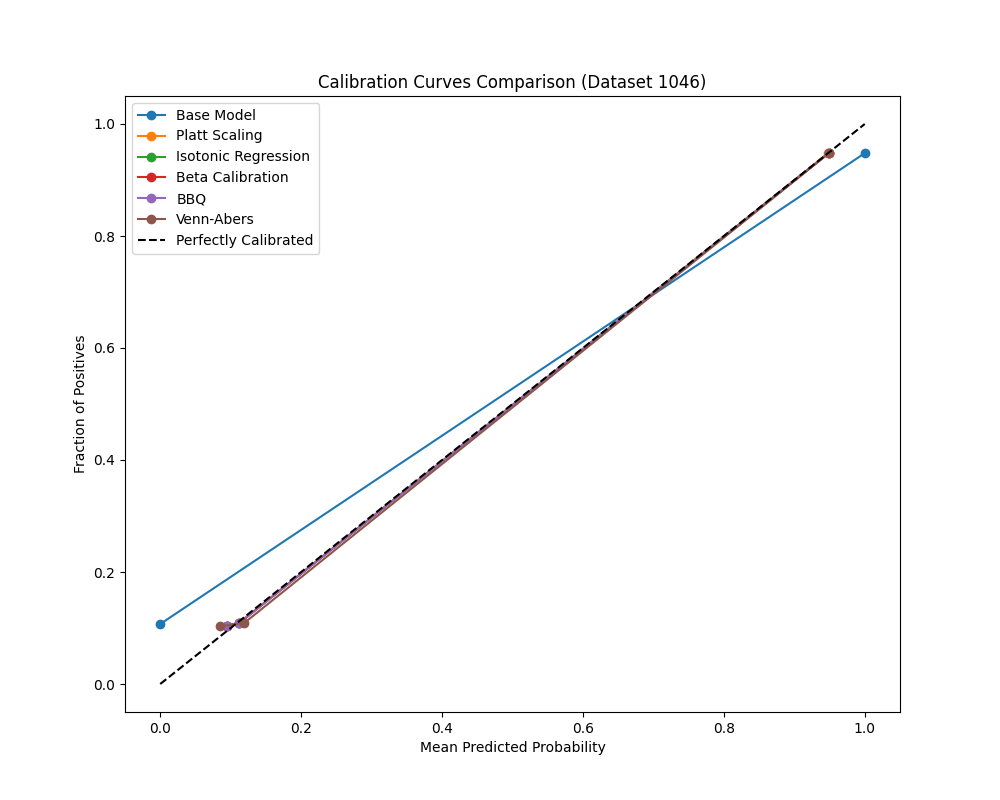 Calibration Curves Comparison (Dataset 1046)
Base Model
Platt Scaling
Isotonic Regression
Beta Calibration
BBQ
Venn-Abers
Perfectly Calibrated
Fraction of Positives
1.0
0.8
0.6
0.4
0.2
0.0
0.0 0.2 0.4 0.6 0.8 1.0
Mean Predicted Probability